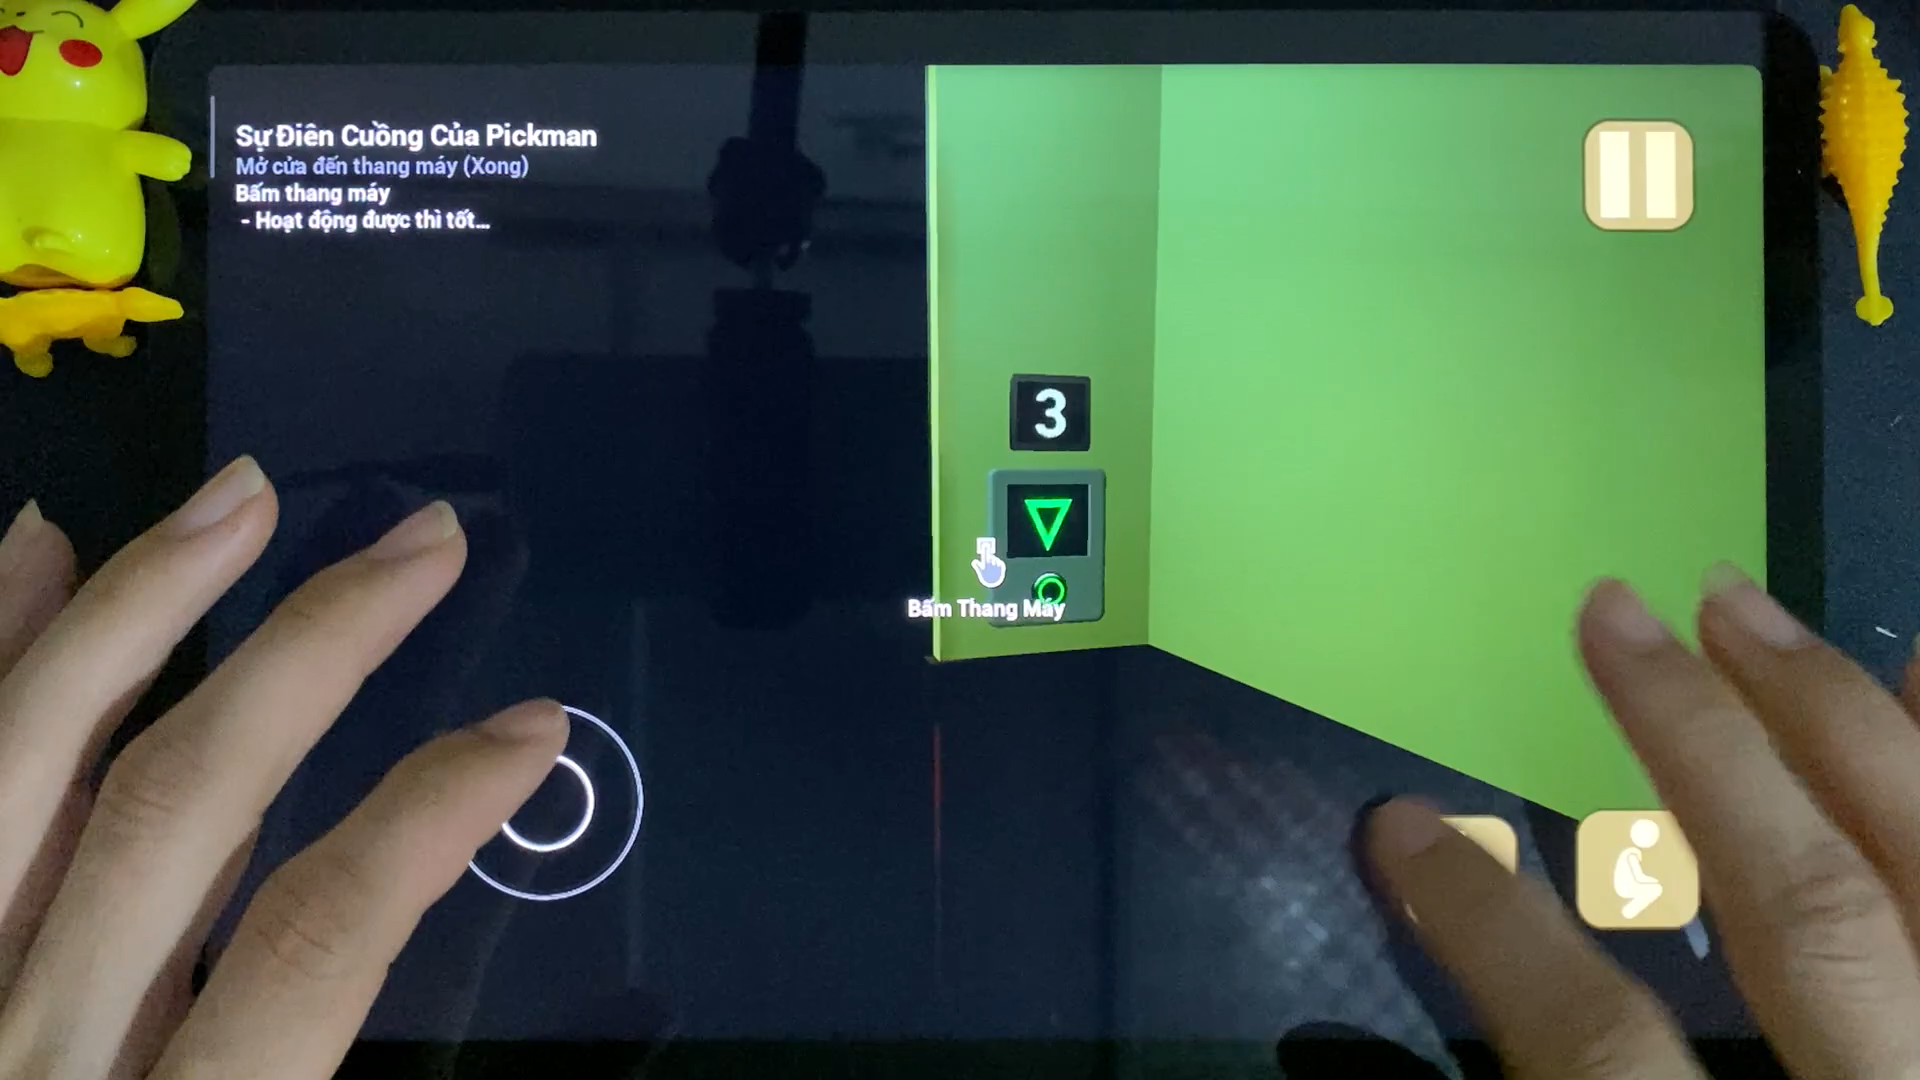 Sự Điên Cuồng Của Pickman
Mở cửa đến thang máy (Xong)
Bấm thang máy
- Hoạt động được thì tốt...
3
Bấm Thang Máy